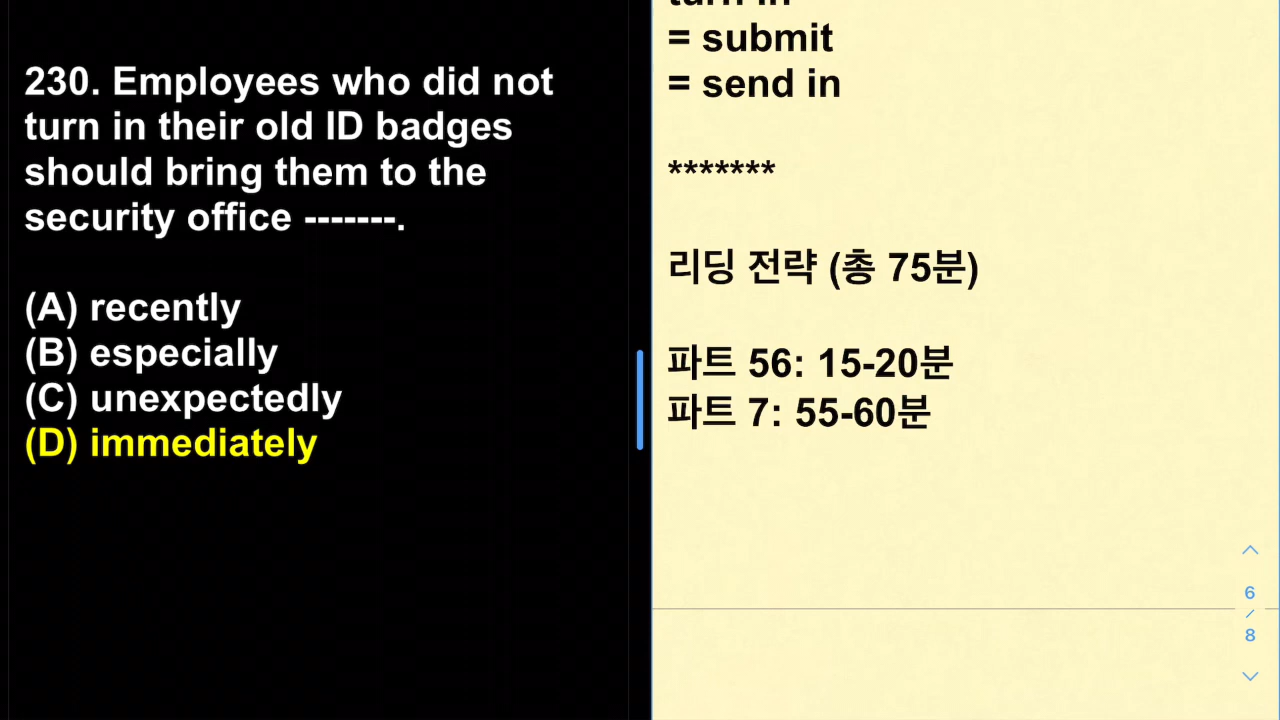 230. Employees who did not
turn in their old ID badges
should bring them to the
security office -------.
(A) recently
(B) especially
(C) unexpectedly
(D) immediately
turn in
= submit
= send in
*******
리딩 전략 (총 75분)
파트 56: 15-20분
파트 7: 55-60분
6
/
8